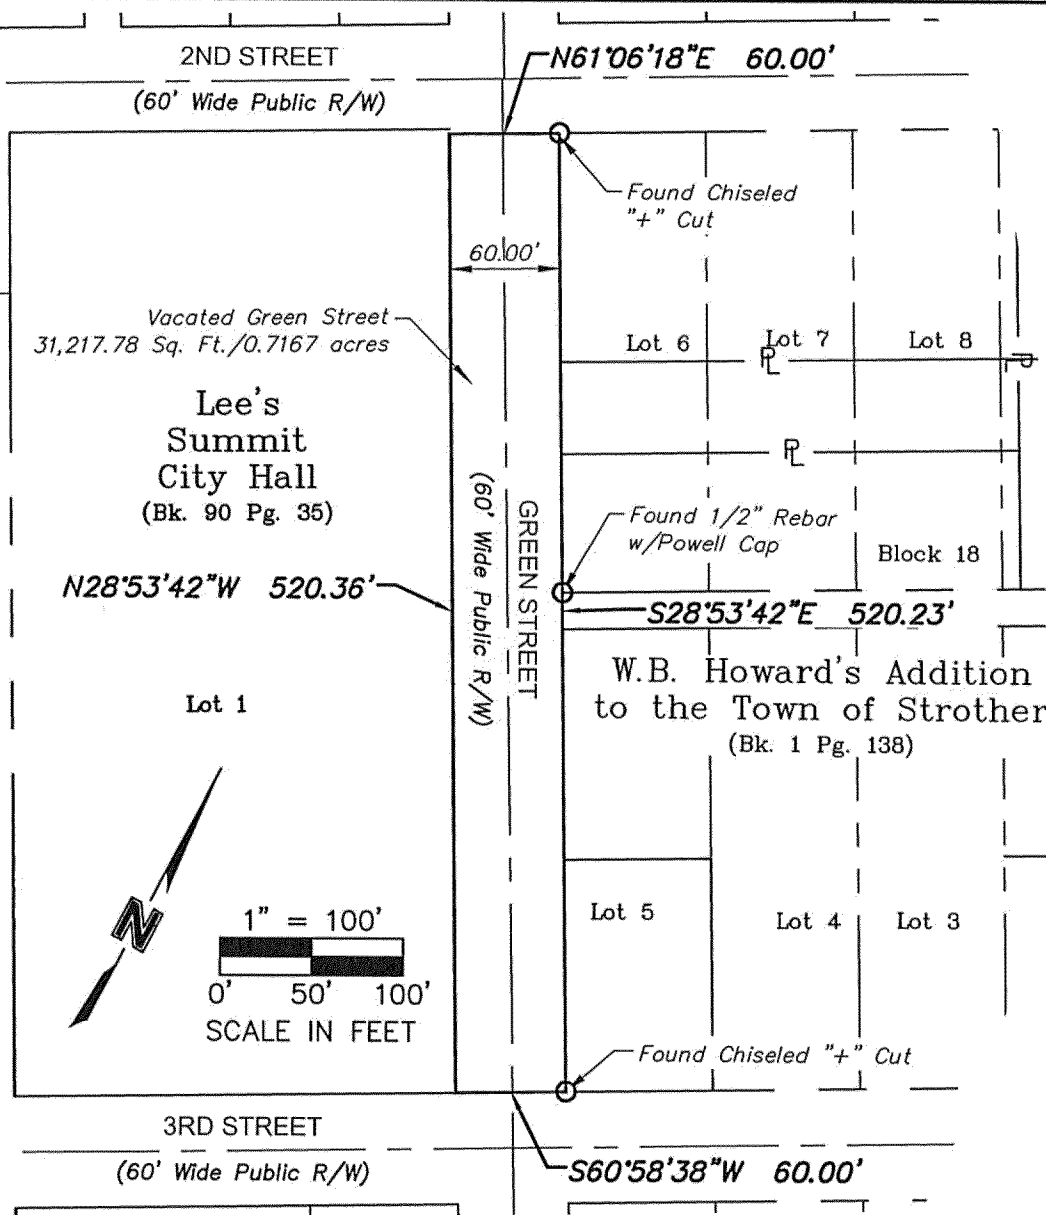 2ND STREET
(60' Wide Public R/W)
N61°06'18"E 60.00'
Found Chiseled
"+" Cut
60.00'
Vacated Green Street
31,217.78 Sq. Ft./0.7167 acres
Lot 6
Lot 7
Lot 8
PL
PL
PL
Lee's
Summit
City Hall
(Bk. 90 Pg. 35)
(60' Wide Public R/W)
GREEN STREET
Found 1/2" Rebar
w/Powell Cap
Block 18
N28°53'42"W 520.36'
S28°53'42"E 520.23'
W.B. Howard's Addition
to the Town of Strother
(Bk. 1 Pg. 138)
Lot 1
N
1" = 100'
0' 50' 100'
SCALE IN FEET
Lot 5
Lot 4
Lot 3
Found Chiseled "+" Cut
3RD STREET
(60' Wide Public R/W)
S60°58'38"W 60.00'